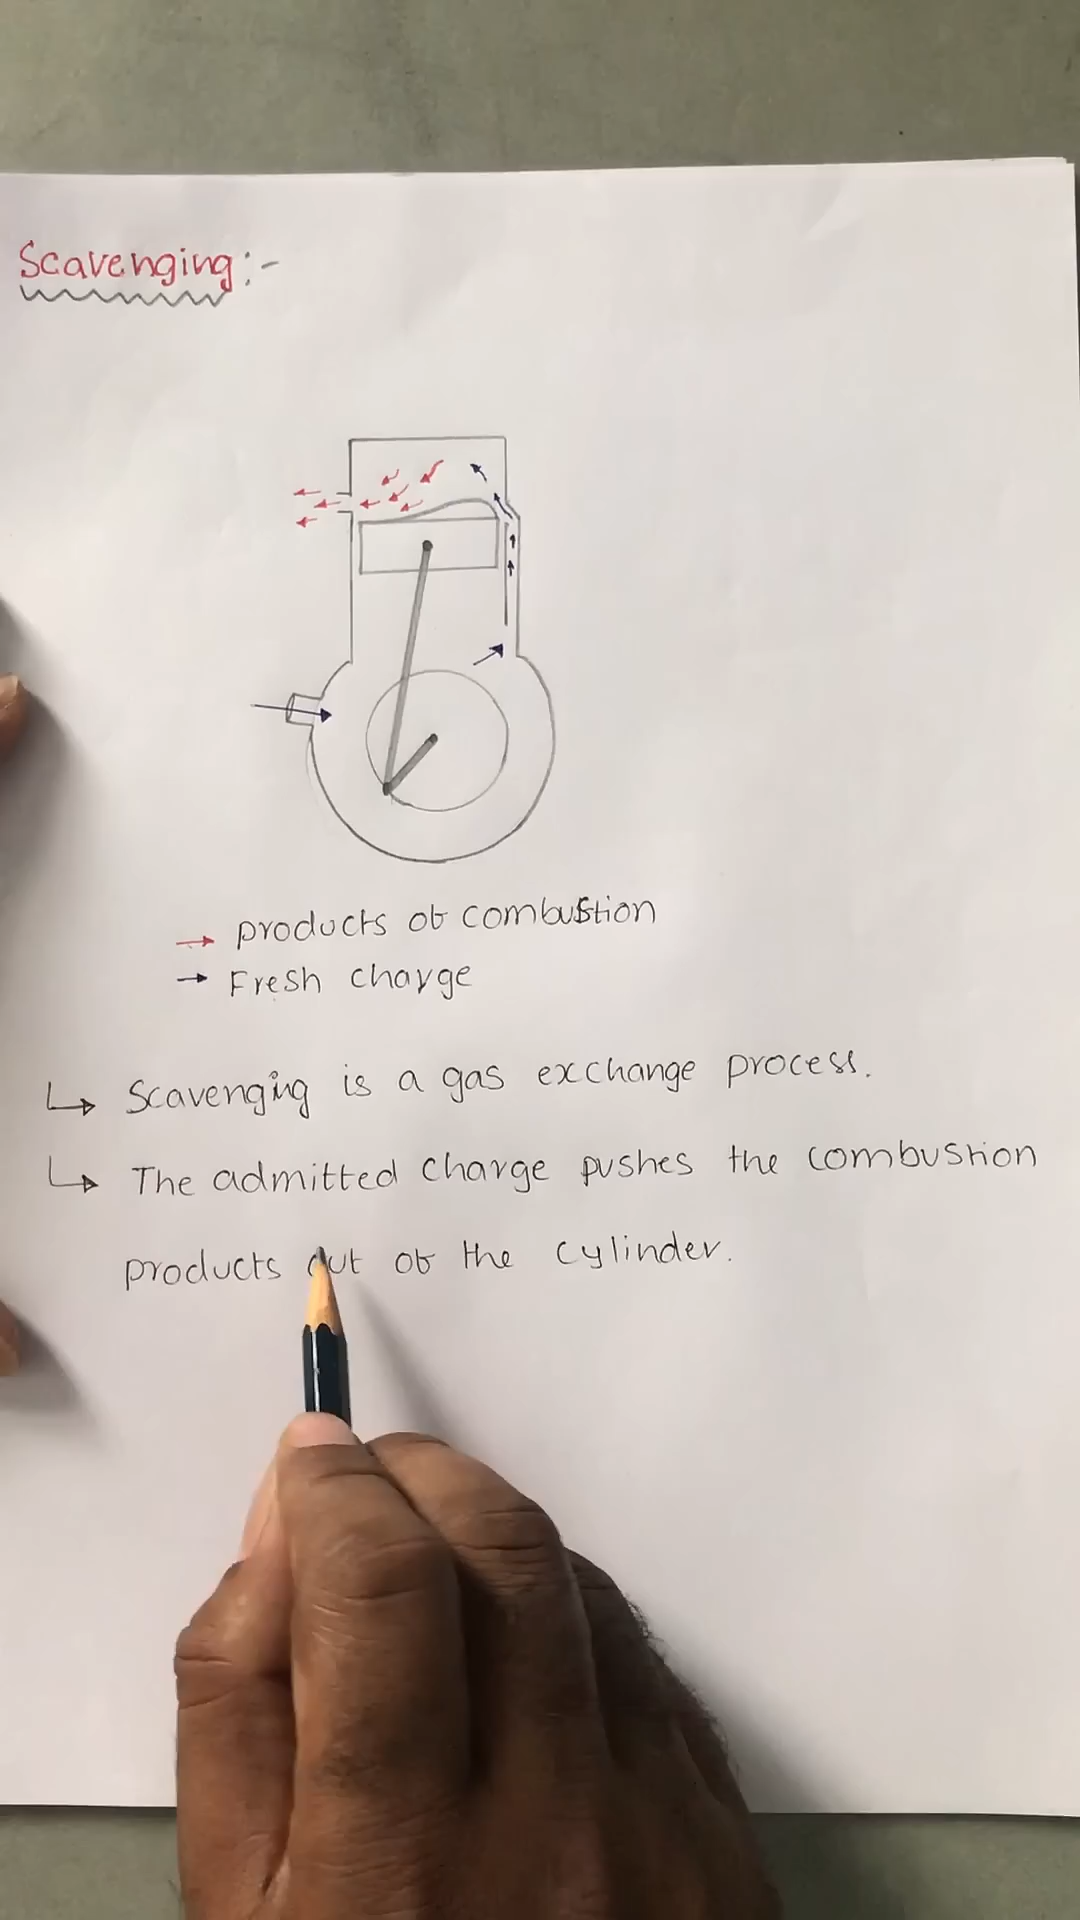 Scavenging:-
→ products of combustion
→ Fresh charge
↳ Scavenging is a gas exchange process.
↳ The admitted charge pushes the combustion
products out of the cylinder.